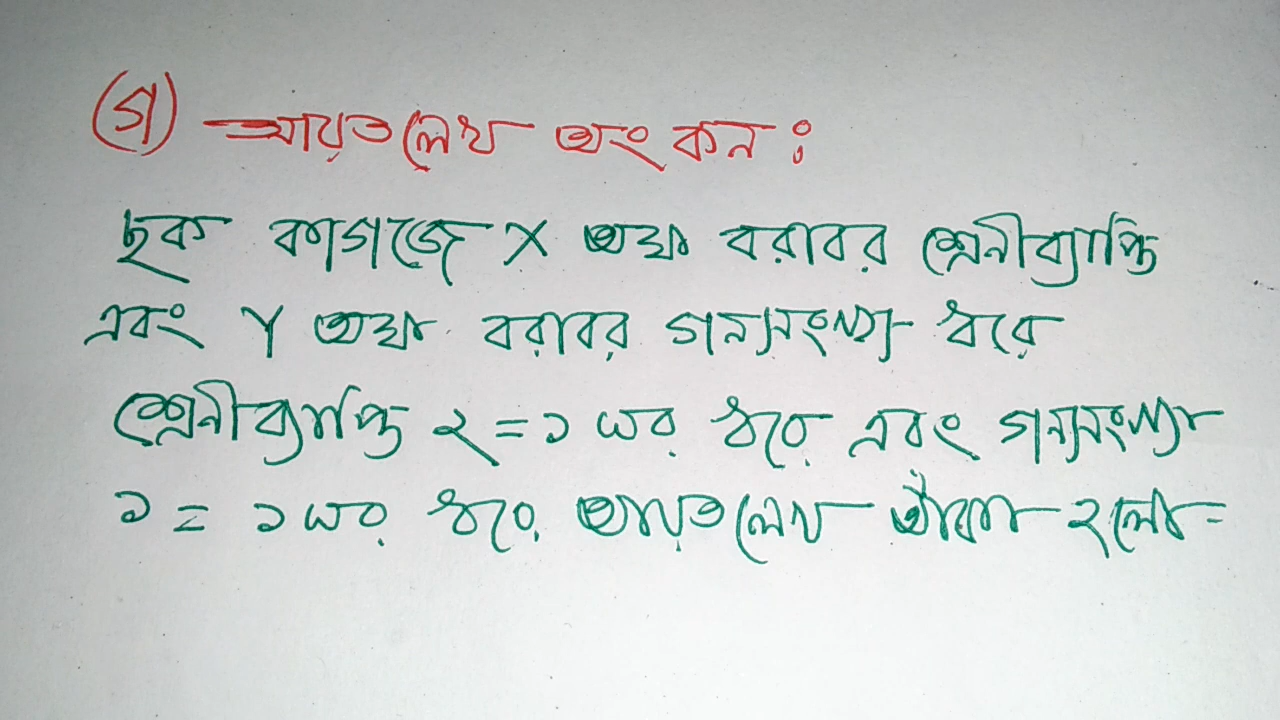 (গ) আয়তলেখ অংকন :
ছক কাগজে X অক্ষ বরাবর শ্রেনীব্যাপ্তি
এবং Y অক্ষ বরাবর গনসংখ্যা ধরে
শ্রেনীব্যাপ্তি ২ = ১ ঘর ধরে এবং গনসংখ্যা
১ = ১ ঘর ধরে আয়তলেখ আঁকা হলো-